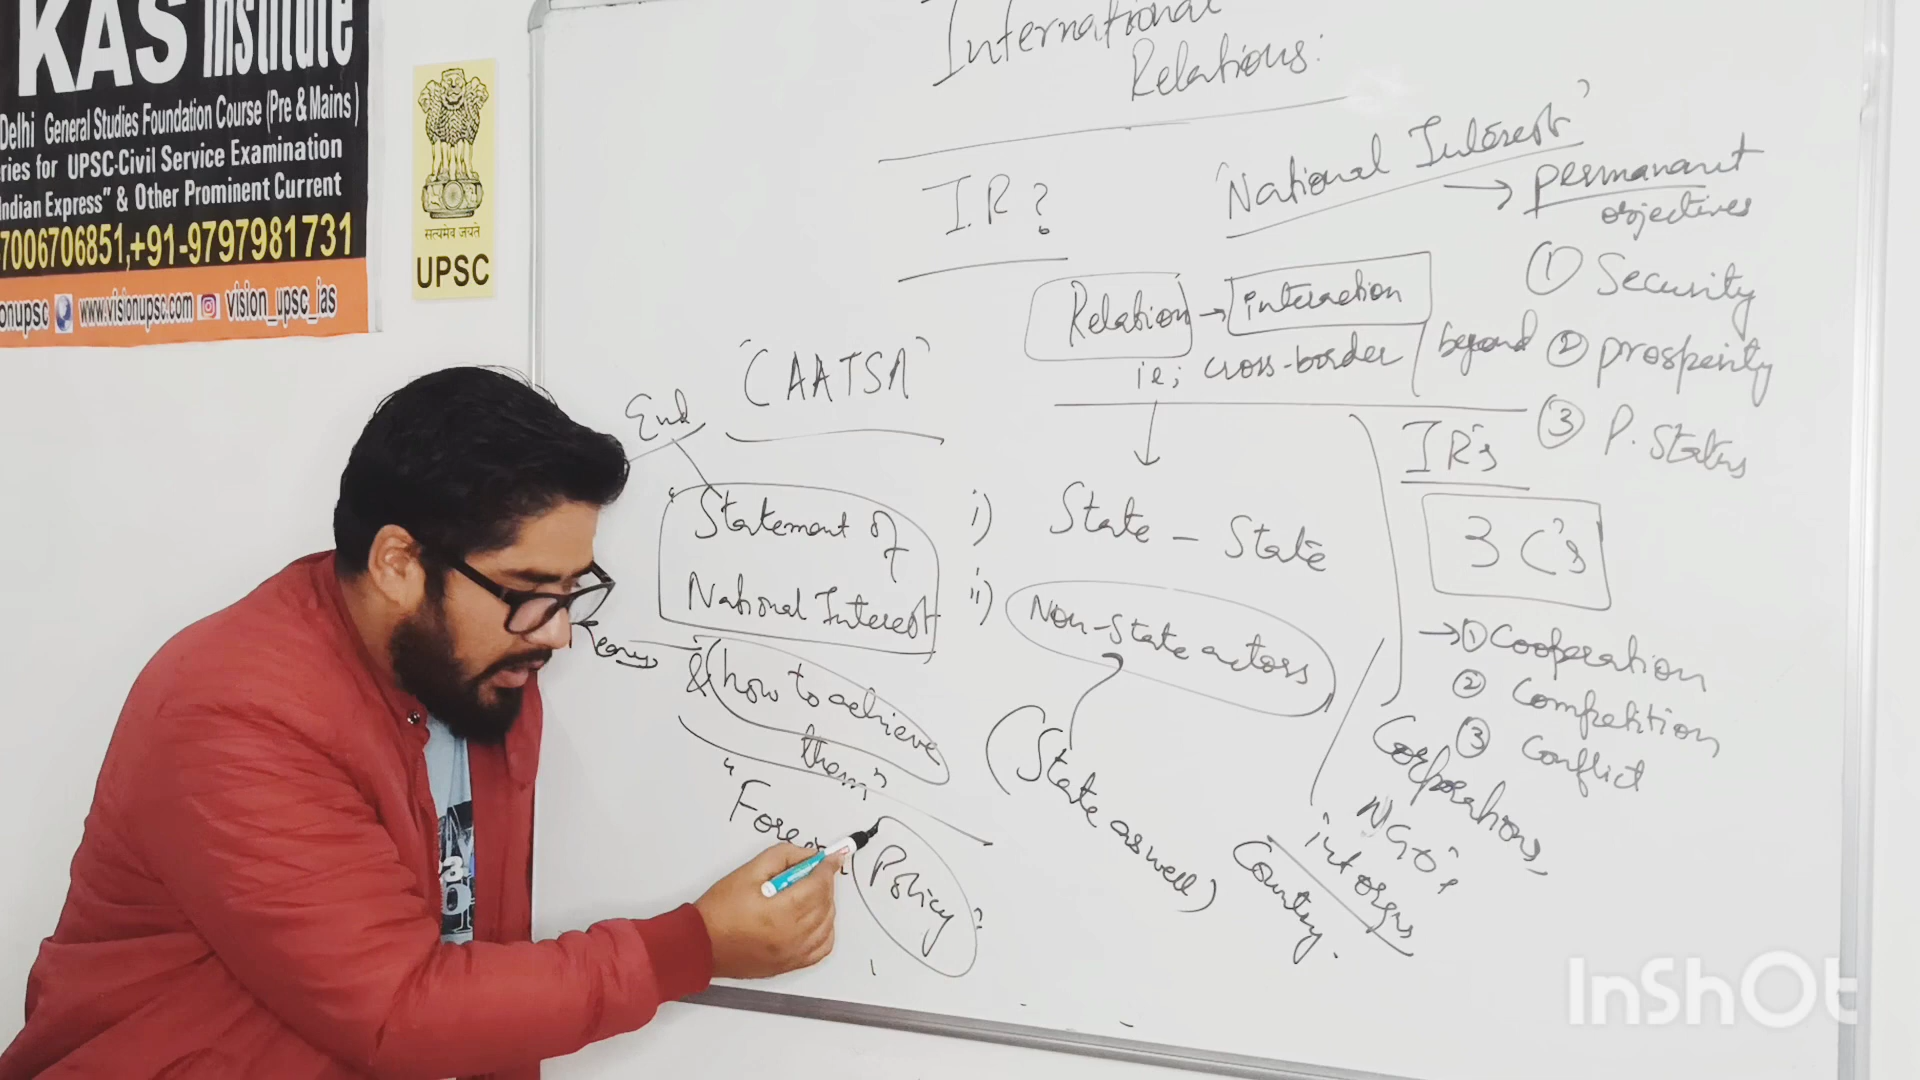 KAS Institute
Delhi General Studies Foundation Course (Pre & Mains)
ries for UPSC-Civil Service Examination
Indian Express" & Other Prominent Current
7006706851,+91-9797981731
onupsc www.visionupsc.com vision_upsc_ias
सत्यमेव जयते
UPSC
International
Relations:
I.R ?
'National Interest'
→ permanant
objectives
① Security
② prosperity
③ P. Status
Relation → interaction
i.e; cross-border / beyond
"CAATSA"
End
"Statement of
National Interest
& how to achieve
them"
"Foreign
Policy"
i) State - State
ii) Non-State actors
(State as well)
Country.
IR's
3 C's
→ ① Cooperation
② Competition
③ Conflict
Corporations,
NGO's
int orgns
InShOt